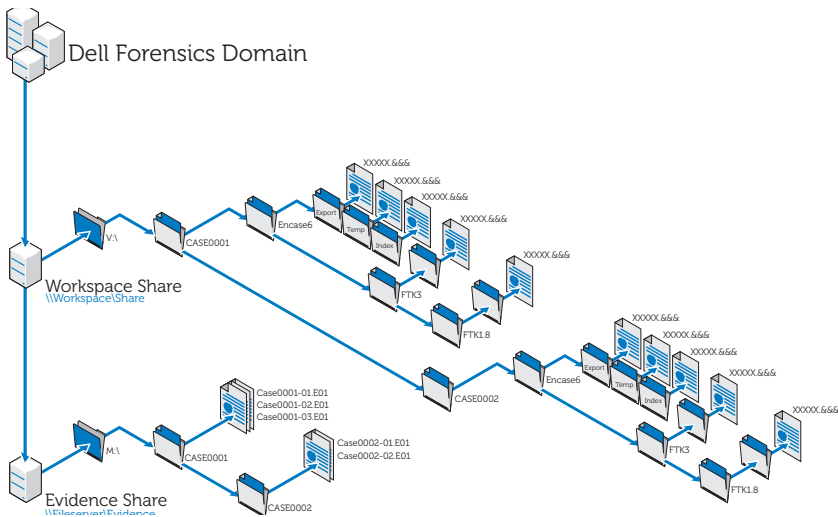 Dell Forensics Domain
XXXXX.&&&
XXXXX.&&&
XXXXX.&&&
XXXXX.&&&
Export
Temp
Index
Encase6
V:\
CASE0001
XXXXX.&&&
FTK3
FTK1.8
Workspace Share
\\Workspace\Share
XXXXX.&&&
XXXXX.&&&
XXXXX.&&&
XXXXX.&&&
Export
Temp
Index
Encase6
CASE0002
XXXXX.&&&
FTK3
FTK1.8
Case0001-01.E01
Case0001-02.E01
Case0001-03.E01
M:\
CASE0001
Case0002-01.E01
Case0002-02.E01
CASE0002
Evidence Share
\\Fileserver\Evidence